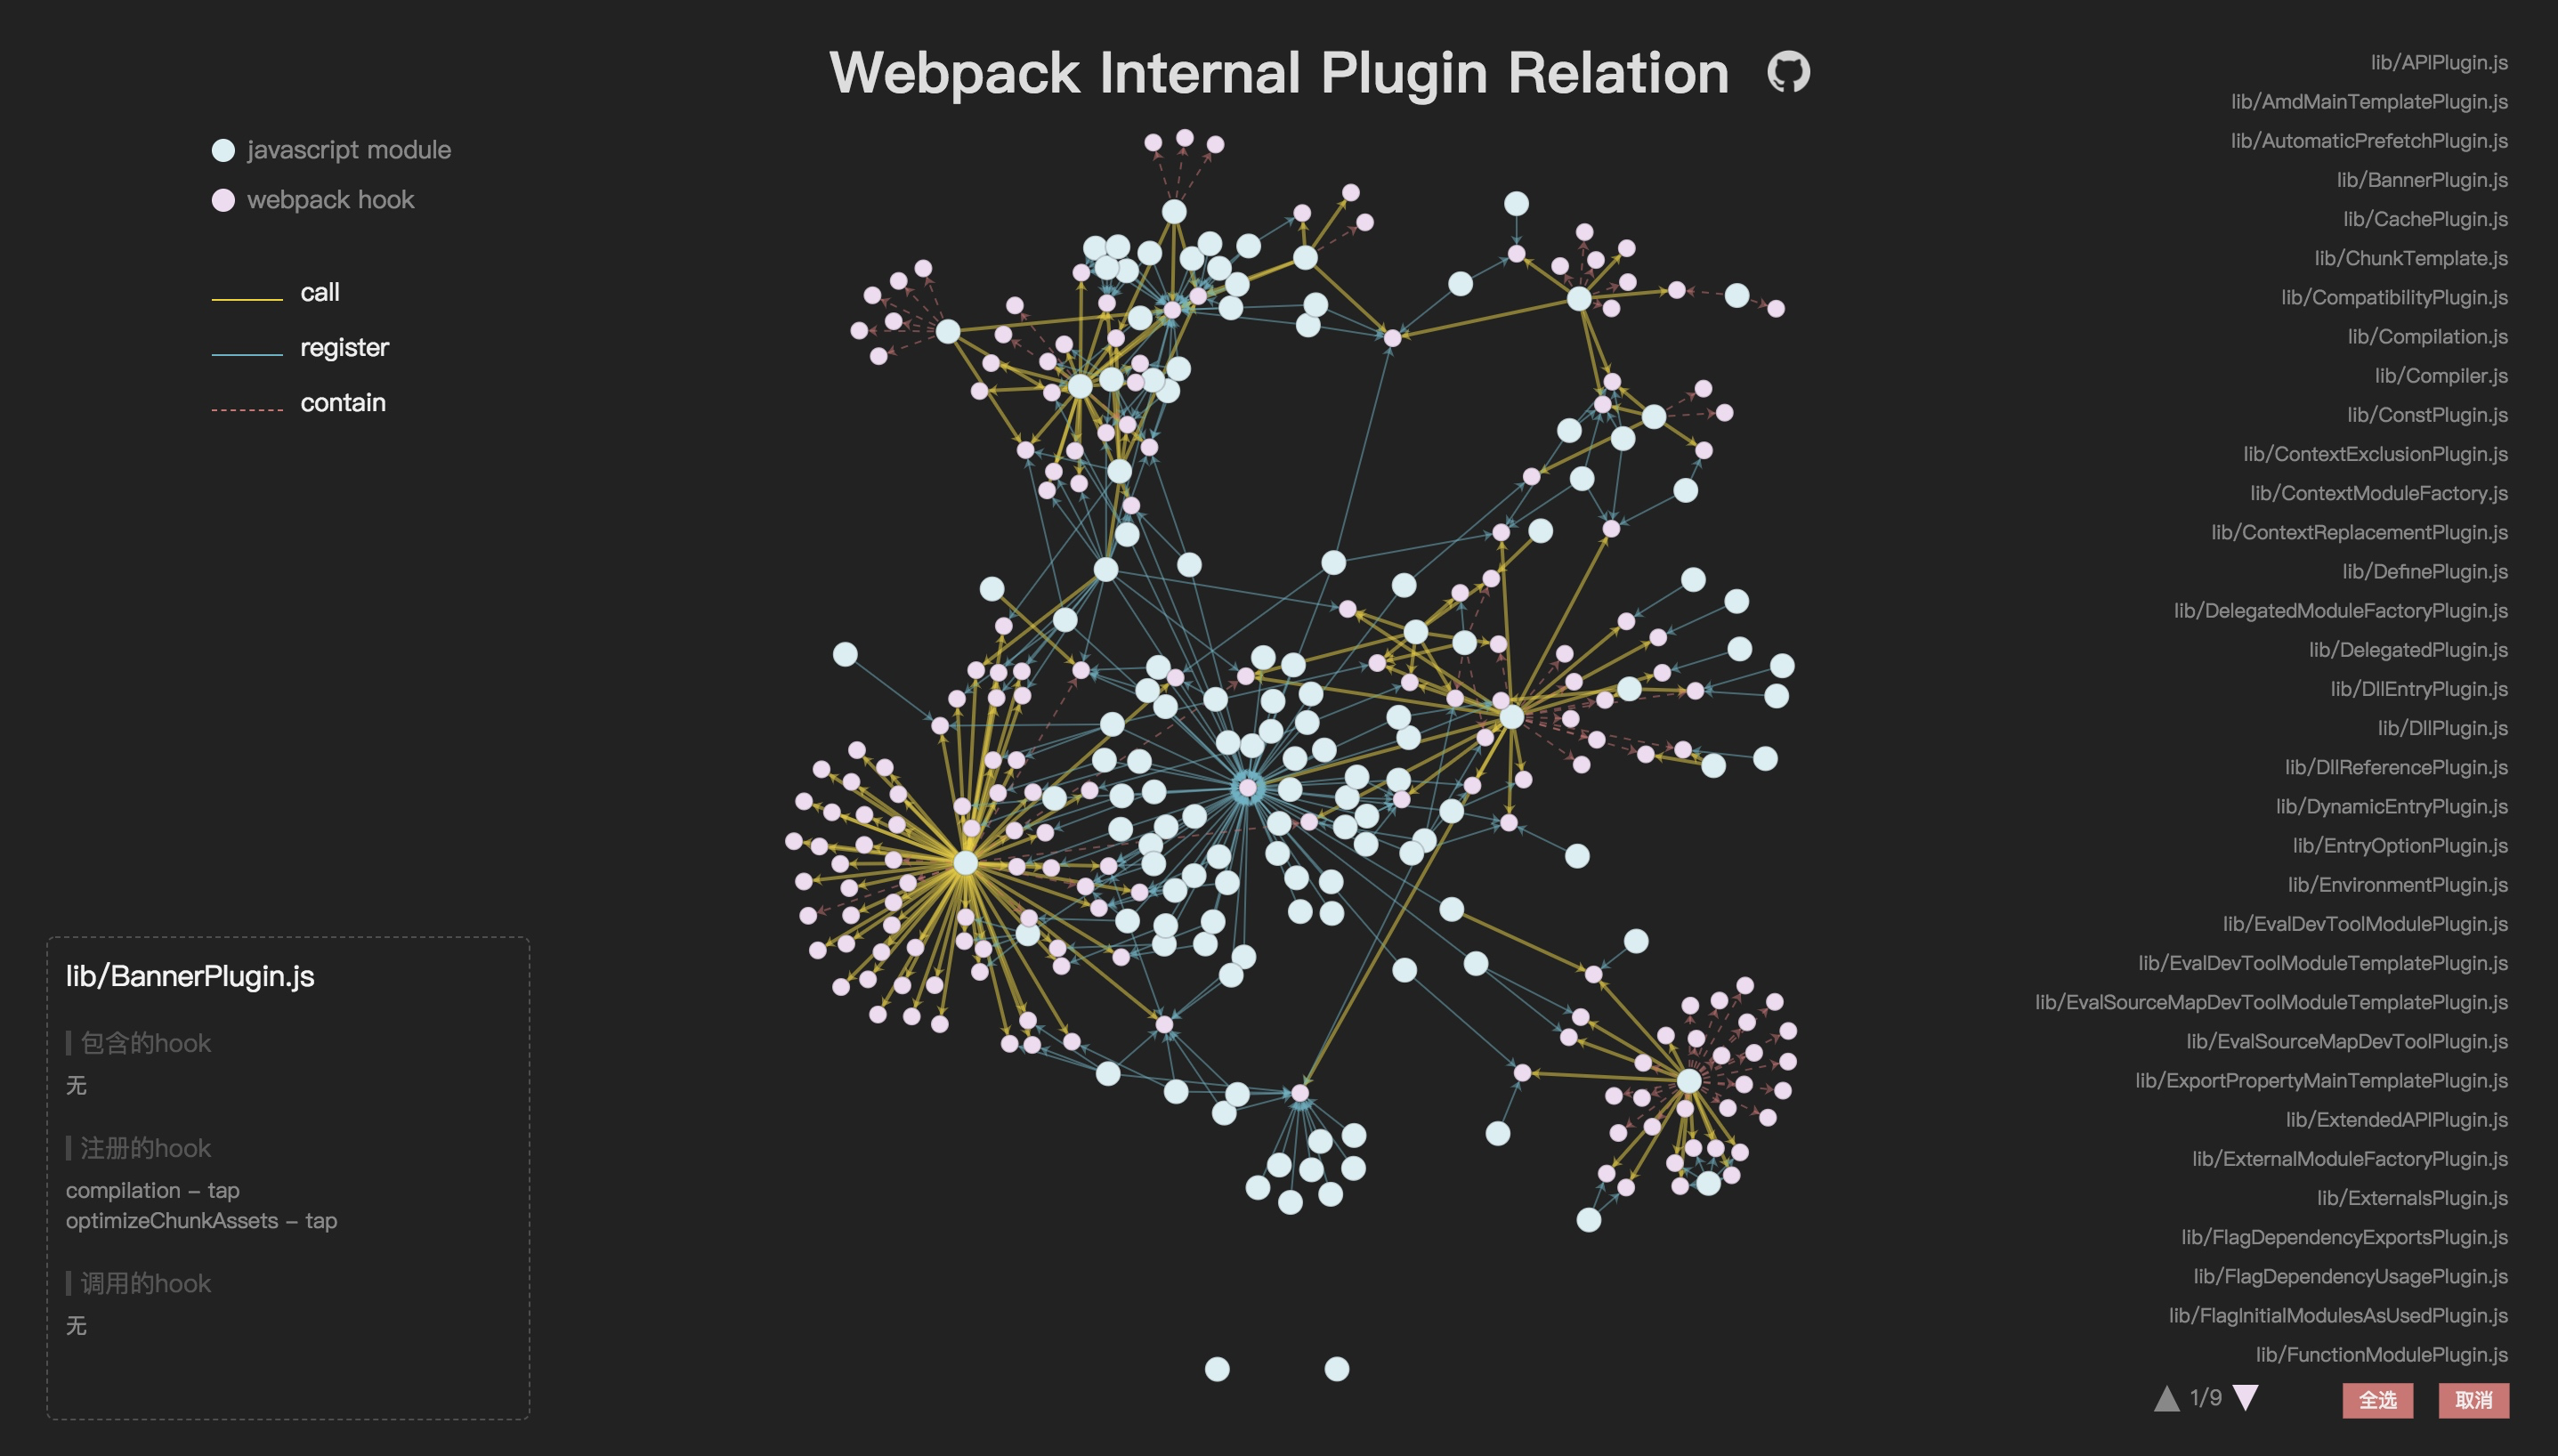 Webpack Internal Plugin Relation
javascript module
webpack hook
call
register
contain
lib/BannerPlugin.js
包含的hook
无
注册的hook
compilation – tap
optimizeChunkAssets – tap
调用的hook
无
lib/APIPlugin.js
lib/AmdMainTemplatePlugin.js
lib/AutomaticPrefetchPlugin.js
lib/BannerPlugin.js
lib/CachePlugin.js
lib/ChunkTemplate.js
lib/CompatibilityPlugin.js
lib/Compilation.js
lib/Compiler.js
lib/ConstPlugin.js
lib/ContextExclusionPlugin.js
lib/ContextModuleFactory.js
lib/ContextReplacementPlugin.js
lib/DefinePlugin.js
lib/DelegatedModuleFactoryPlugin.js
lib/DelegatedPlugin.js
lib/DllEntryPlugin.js
lib/DllPlugin.js
lib/DllReferencePlugin.js
lib/DynamicEntryPlugin.js
lib/EntryOptionPlugin.js
lib/EnvironmentPlugin.js
lib/EvalDevToolModulePlugin.js
lib/EvalDevToolModuleTemplatePlugin.js
lib/EvalSourceMapDevToolModuleTemplatePlugin.js
lib/EvalSourceMapDevToolPlugin.js
lib/ExportPropertyMainTemplatePlugin.js
lib/ExtendedAPIPlugin.js
lib/ExternalModuleFactoryPlugin.js
lib/ExternalsPlugin.js
lib/FlagDependencyExportsPlugin.js
lib/FlagDependencyUsagePlugin.js
lib/FlagInitialModulesAsUsedPlugin.js
lib/FunctionModulePlugin.js
1/9
全选
取消